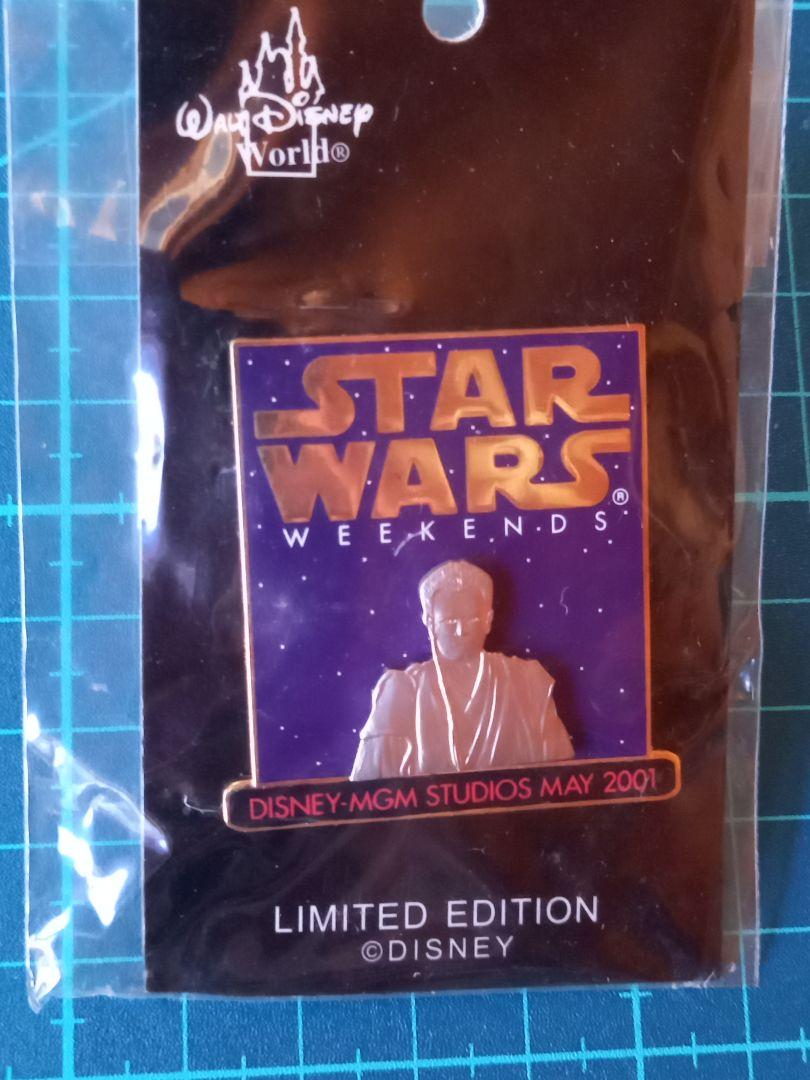 WALT DISNEY
World®
STAR
WARS®
WEEKENDS
DISNEY-MGM STUDIOS MAY 2001
LIMITED EDITION
©DISNEY